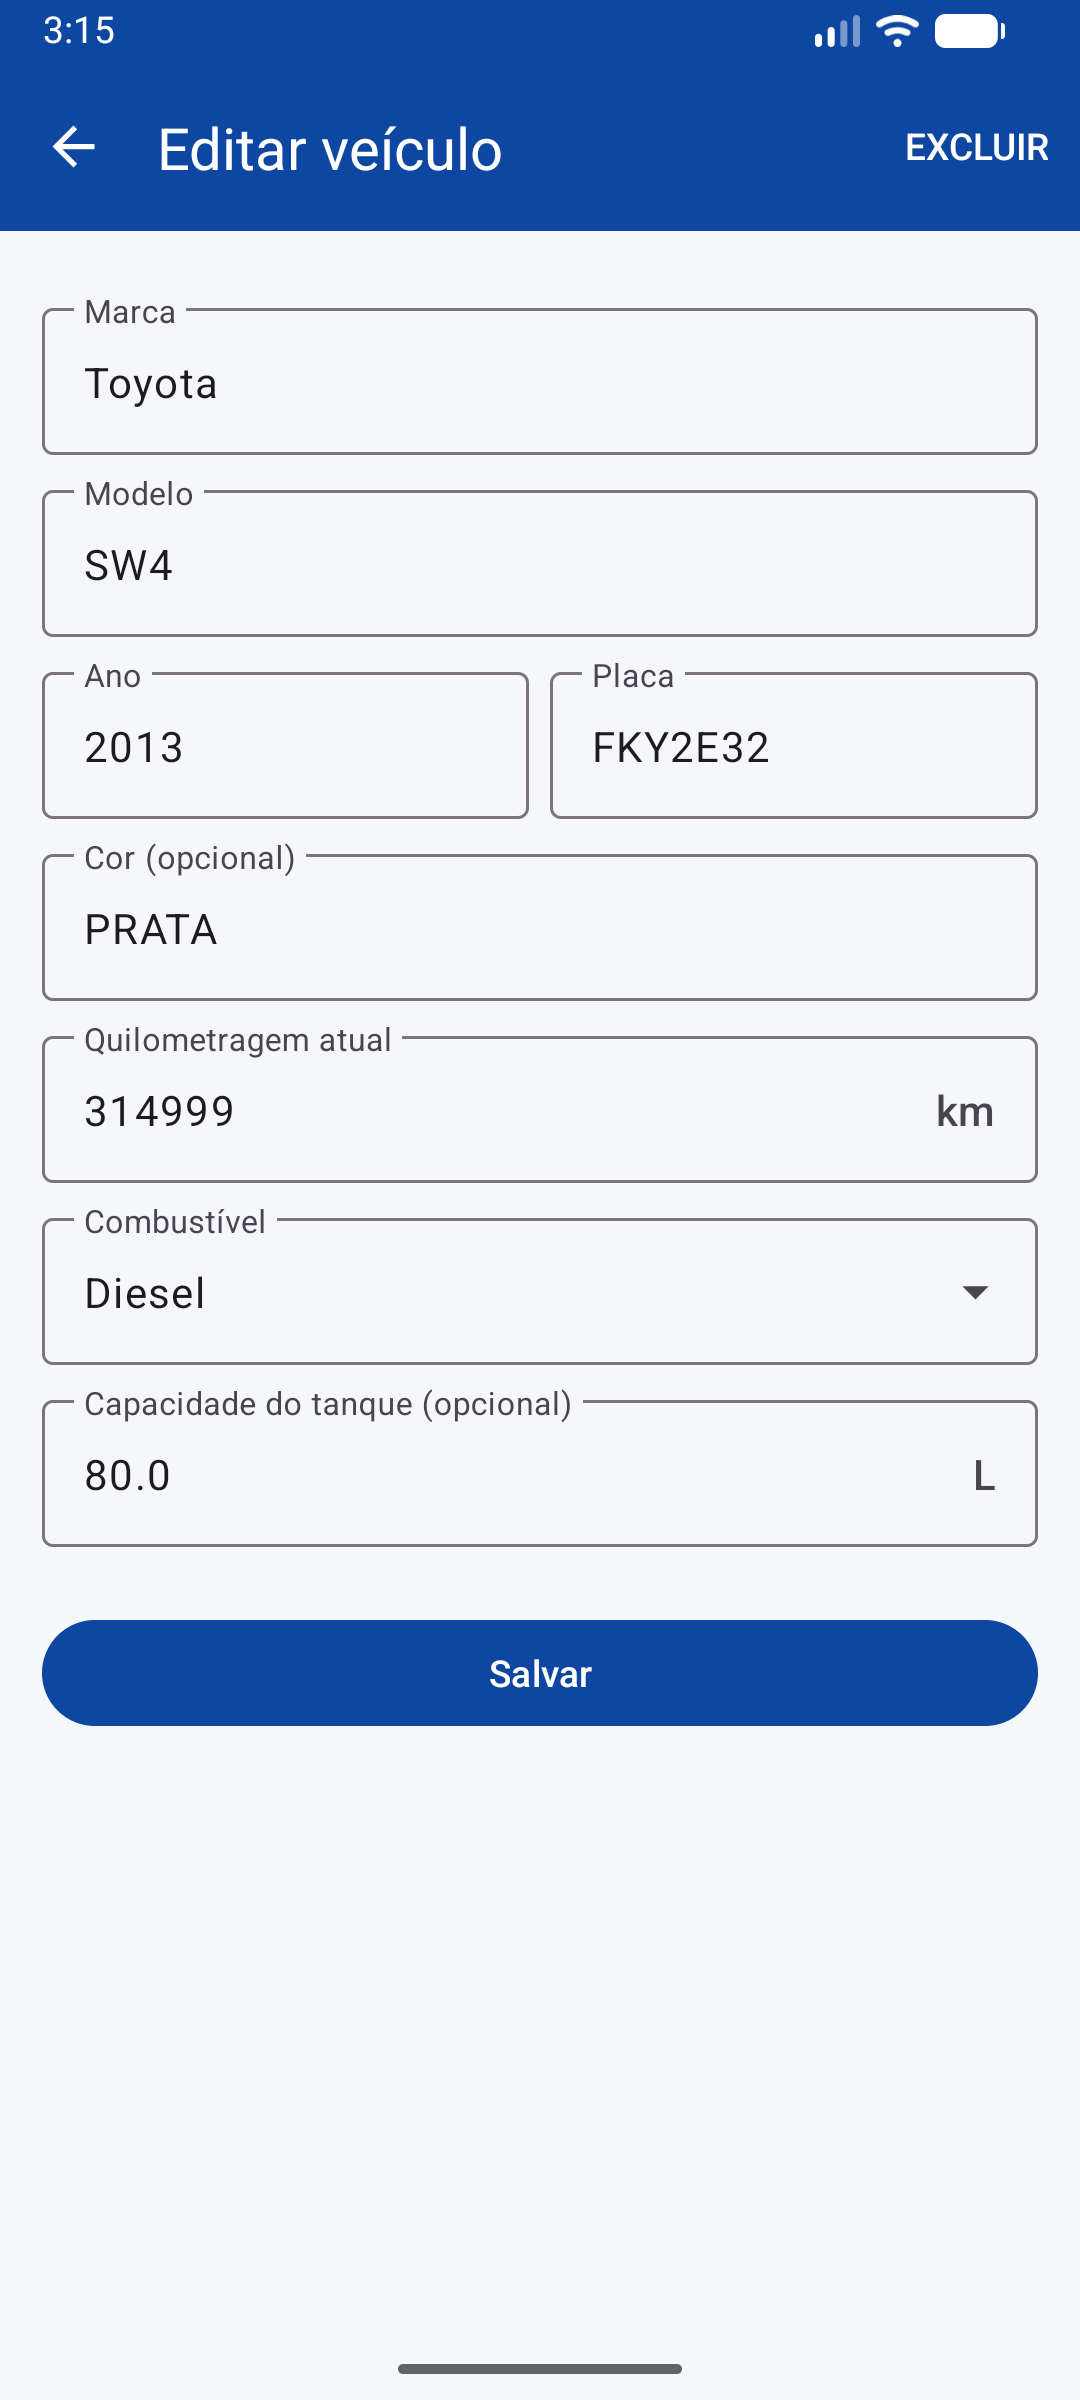 3:15
Editar veículo
EXCLUIR
Marca
Toyota
Modelo
SW4
Ano
2013
Placa
FKY2E32
Cor (opcional)
PRATA
Quilometragem atual
314999 km
Combustível
Diesel
Capacidade do tanque (opcional)
80.0 L
Salvar